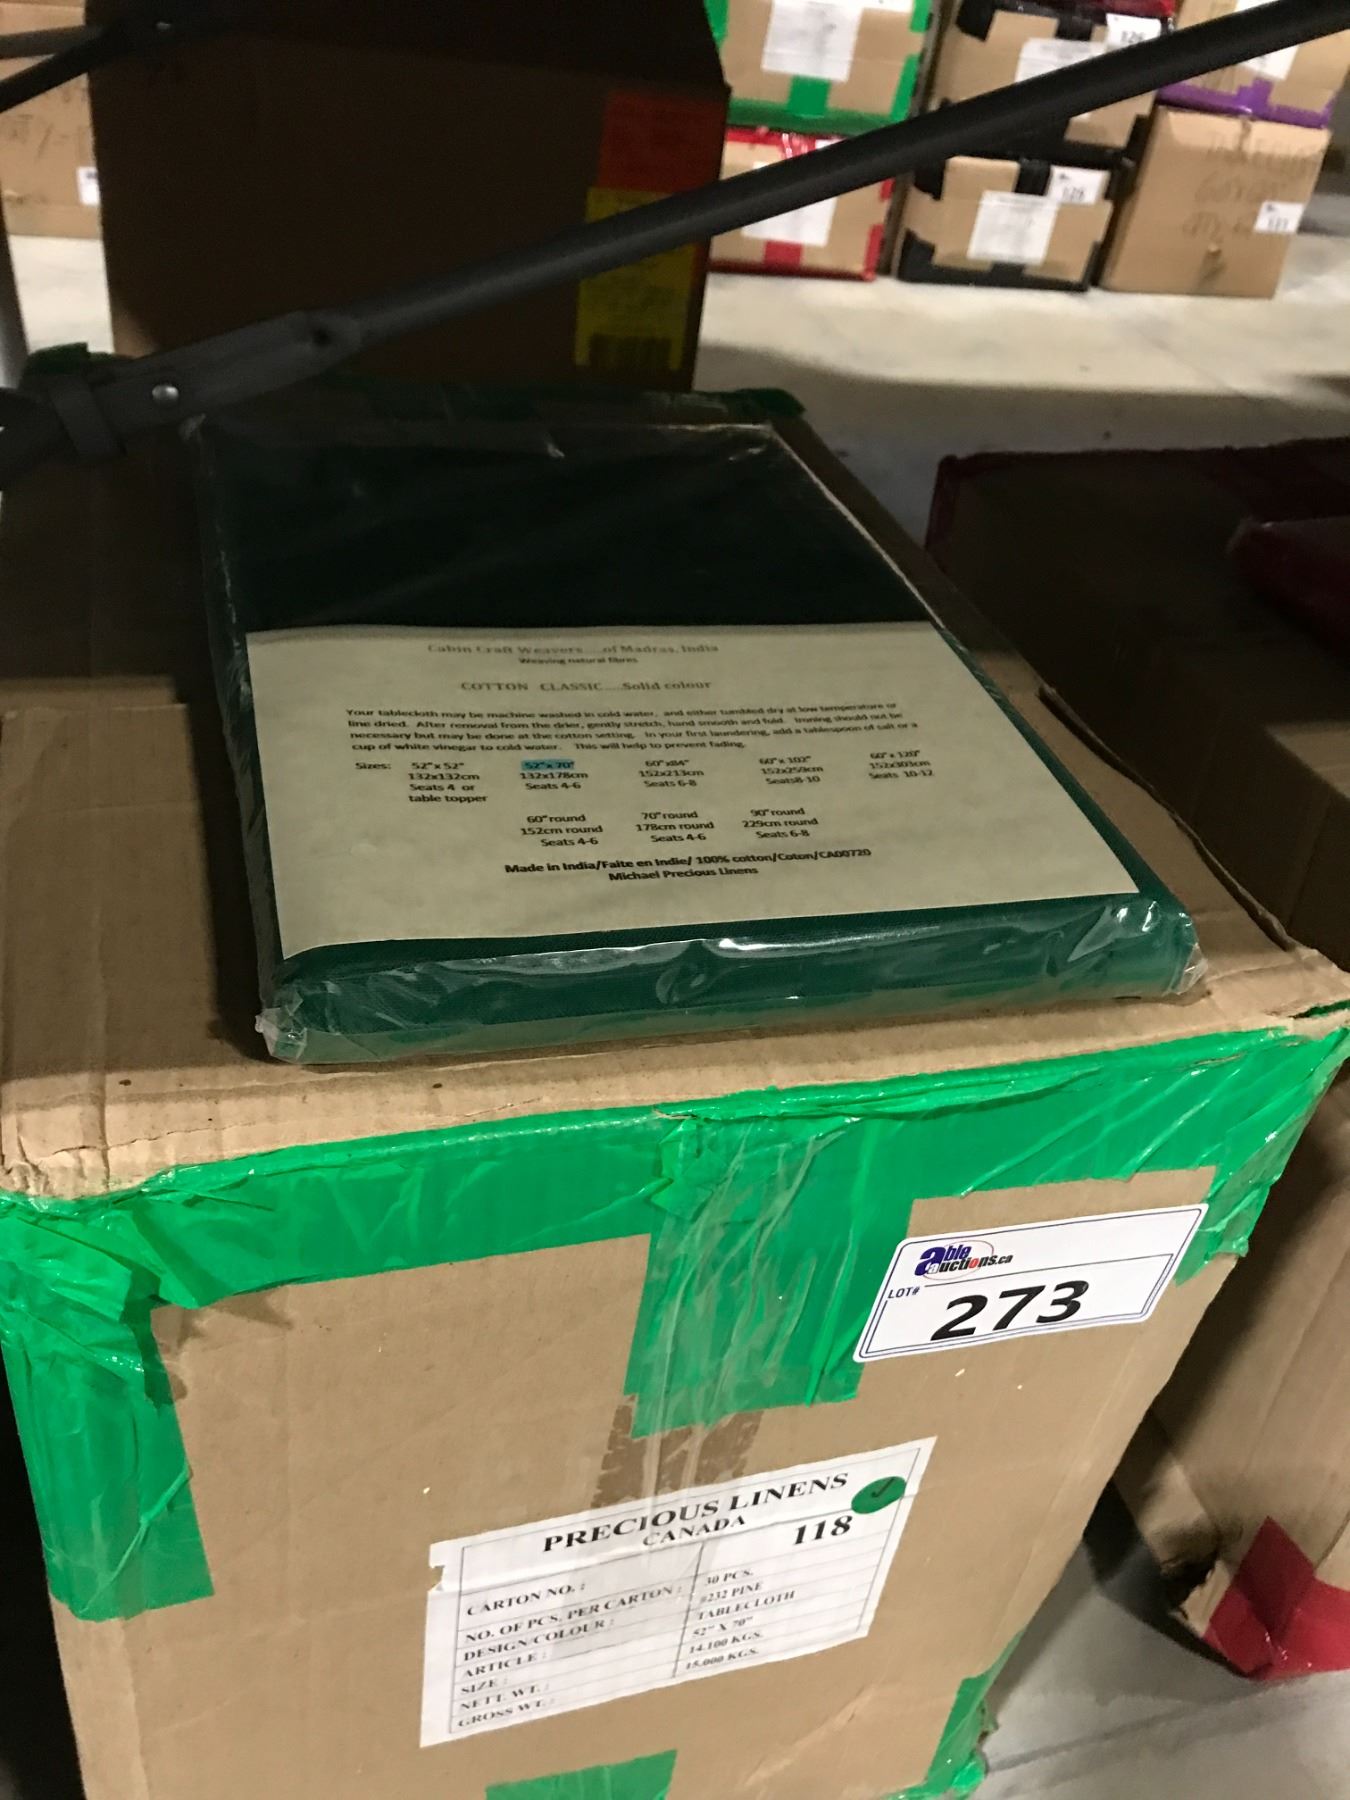 126
126
Cabin Craft Weavers.....of Madras, India
Weaving natural fibres
COTTON CLASSIC.....Solid colour
Your tablecloth may be machine washed in cold water, and either tumbled dry at low temperature or
line dried. After removal from the drier, gently stretch, hand smooth and fold. Ironing should not be
necessary but may be done at the cotton setting. In your first laundering, add a tablespoon of salt or a
cup of white vinegar to cold water. This will help to prevent fading.
Sizes: 52"x 52" 52"x 70" 60"x84" 60"x 102" 60"x 120"
132x132cm 132x178cm 152x213cm 152x259cm 152x303cm
Seats 4 or Seats 4-6 Seats 6-8 Seats8-10 Seats 10-12
table topper
60"round 70"round 90"round
152cm round 178cm round 229cm round
Seats 4-6 Seats 4-6 Seats 6-8
Made in India/Faite en Indie/ 100% cotton/Coton/CA00720
Michael Precious Linens
able auctions.ca
LOT# 273
PRECIOUS LINENS
CANADA
CARTON NO. : 118
NO. OF PCS. PER CARTON : 30 PCS.
DESIGN/COLOUR : #232 PINE
ARTICLE : TABLECLOTH
SIZE : 52" X 70"
NETT. WT. : 14.100 KGS.
GROSS WT. : 15.000 KGS.